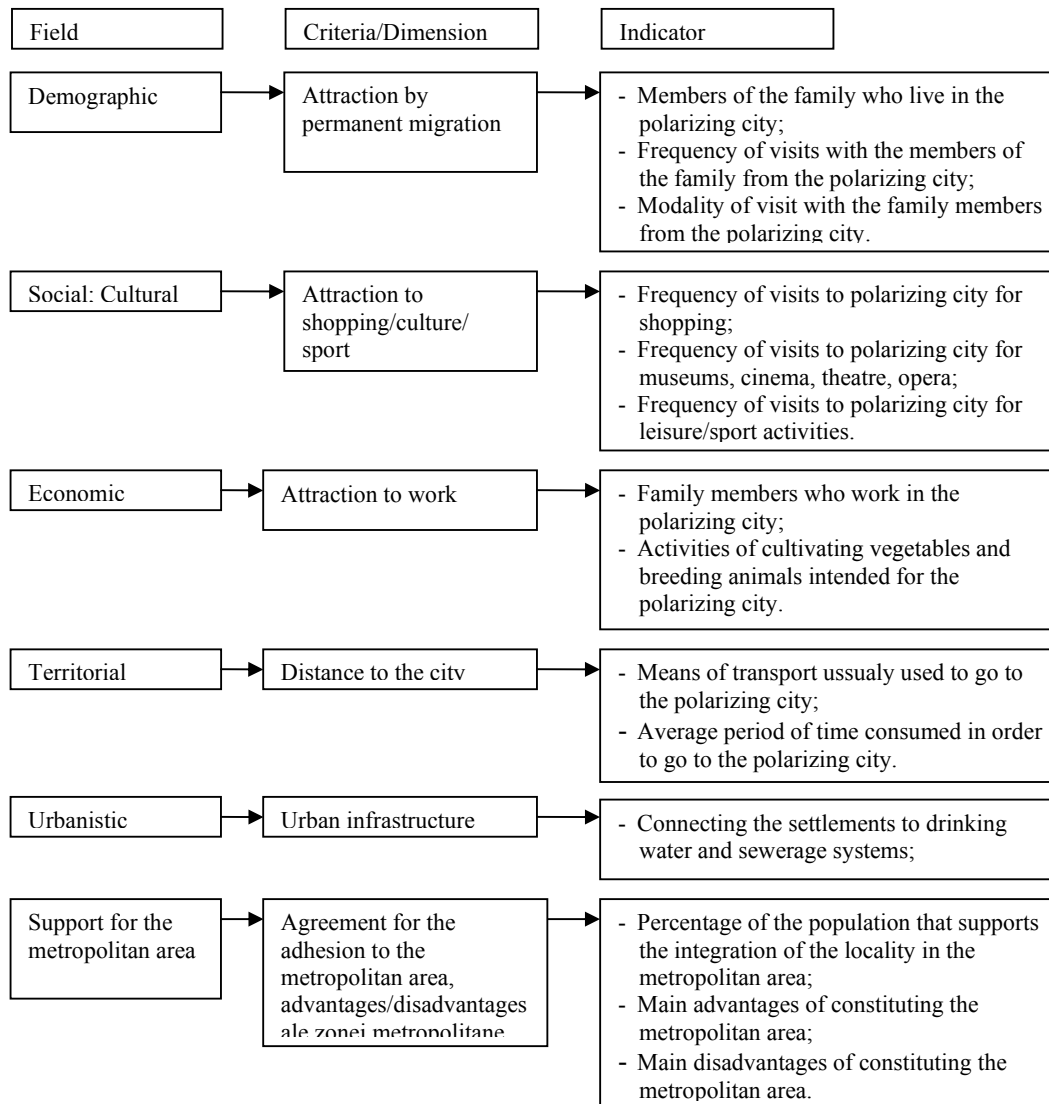 Field
Criteria/Dimension
Indicator
Demographic
Attraction by
permanent migration
- Members of the family who live in the
polarizing city;
- Frequency of visits with the members of
the family from the polarizing city;
- Modality of visit with the family members
from the polarizing city.
Social: Cultural
Attraction to
shopping/culture/
sport
- Frequency of visits to polarizing city for
shopping;
- Frequency of visits to polarizing city for
museums, cinema, theatre, opera;
- Frequency of visits to polarizing city for
leisure/sport activities.
Economic
Attraction to work
- Family members who work in the
polarizing city;
- Activities of cultivating vegetables and
breeding animals intended for the
polarizing city.
Territorial
Distance to the city
- Means of transport ussualy used to go to
the polarizing city;
- Average period of time consumed in order
to go to the polarizing city.
Urbanistic
Urban infrastructure
- Connecting the settlements to drinking
water and sewerage systems;
Support for the
metropolitan area
Agreement for the
adhesion to the
metropolitan area,
advantages/disadvantages
ale zonei metropolitane
- Percentage of the population that supports
the integration of the locality in the
metropolitan area;
- Main advantages of constituting the
metropolitan area;
- Main disadvantages of constituting the
metropolitan area.